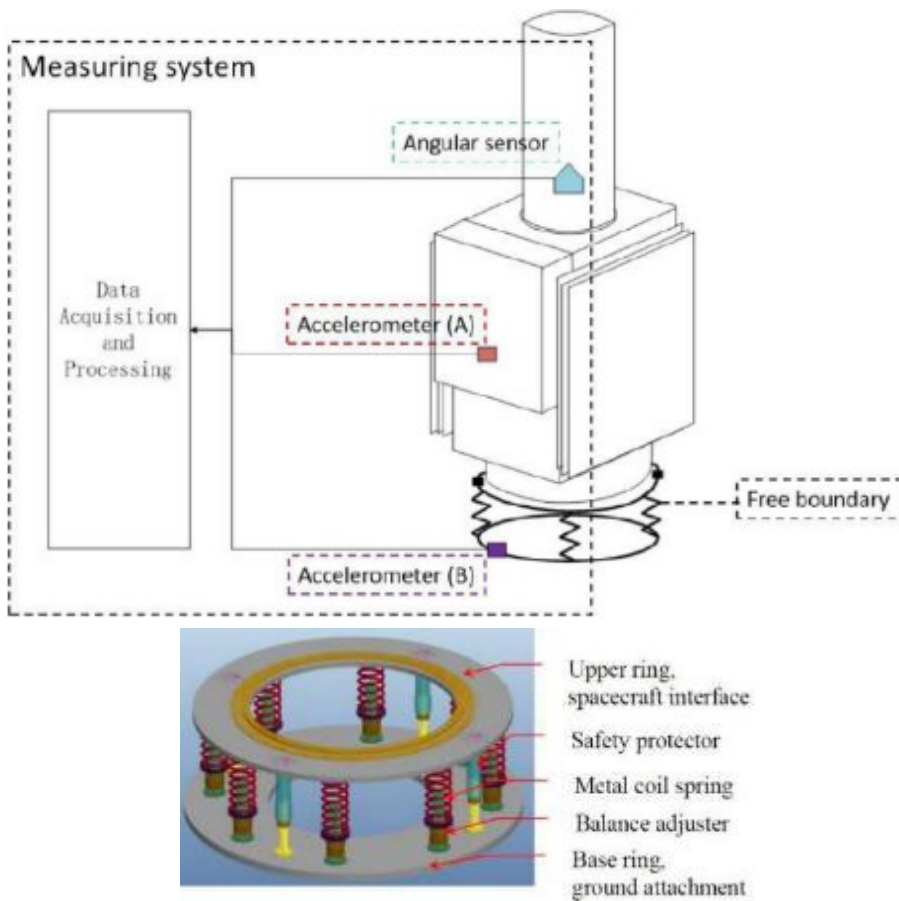 Measuring system
Angular sensor
Data
Acquisition
and
Processing
Accelerometer (A)
Free boundary
Accelerometer (B)
Upper ring,
spacecraft interface
Safety protector
Metal coil spring
Balance adjuster
Base ring,
ground attachment